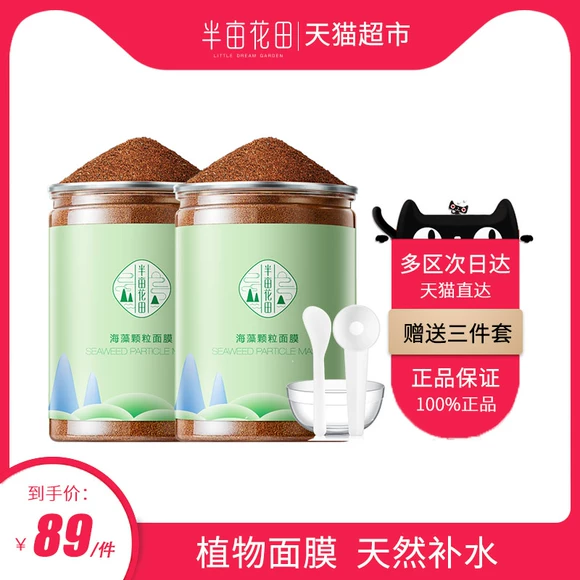 半亩花田|天猫超市
LITTLE DREAM GARDEN
半亩花田
海藻颗粒面膜
SEAWEED PARTICLE MA
半亩花田
海藻颗粒面膜
SEAWEED PARTICLE MA
多区次日达
天猫直达
赠送三件套
正品保证
100%正品
到手价:
¥89/件
植物面膜 天然补水